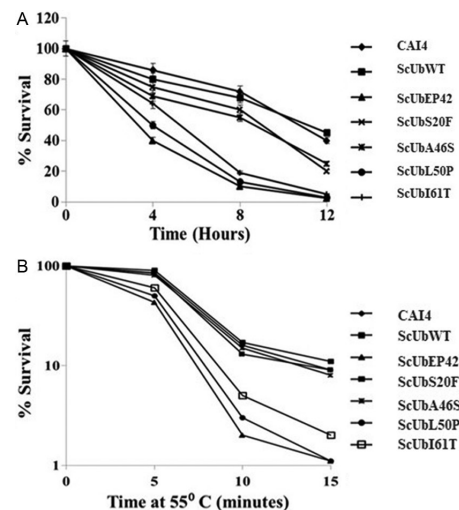 A
120
100
80
60
40
20
0
% Survival
0 4 8 12
Time (Hours)
CAI4
ScUbWT
ScUbEP42
ScUbS20F
ScUbA46S
ScUbL50P
ScUbI61T
B
100
10
1
% Survival
0 5 10 15
Time at 55⁰ C (minutes)
CAI4
ScUbWT
ScUbEP42
ScUbS20F
ScUbA46S
ScUbL50P
ScUbI61T